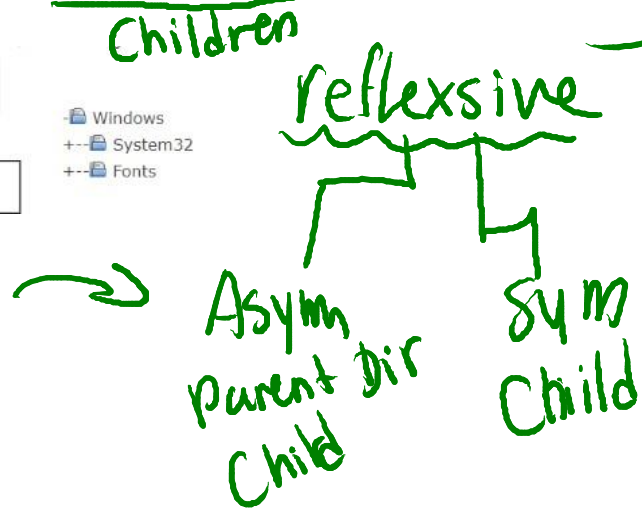 Children
reflexsive
-Windows
+--System32
+--Fonts
Asym
Parent Dir
Child
Sym
Child